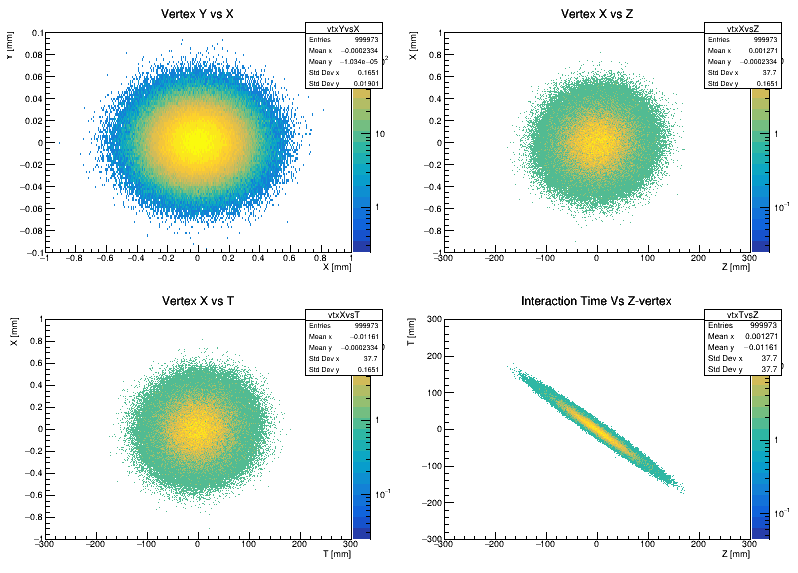 Vertex Y vs X
Y [mm]
vtxYvsX
Entries 999973
Mean x −0.0002334
Mean y −1.034e−05
Std Dev x 0.1651
Std Dev y 0.01901
0.1
0.08
0.06
0.04
0.02
0
−0.02
−0.04
−0.06
−0.08
−0.1
−1 −0.8 −0.6 −0.4 −0.2 0 0.2 0.4 0.6 0.8 1
X [mm]
10
1
Vertex X vs Z
X [mm]
vtxXvsZ
Entries 999973
Mean x 0.001271
Mean y −0.0002334
Std Dev x 37.7
Std Dev y 0.1651
1
0.8
0.6
0.4
0.2
0
−0.2
−0.4
−0.6
−0.8
−1
−300 −200 −100 0 100 200 300
Z [mm]
1
10⁻¹
Vertex X vs T
X [mm]
vtxXvsT
Entries 999973
Mean x −0.01161
Mean y −0.0002334
Std Dev x 37.7
Std Dev y 0.1651
1
0.8
0.6
0.4
0.2
0
−0.2
−0.4
−0.6
−0.8
−1
−300 −200 −100 0 100 200 300
T [mm]
1
10⁻¹
Interaction Time Vs Z-vertex
T [mm]
vtxTvsZ
Entries 999973
Mean x 0.001271
Mean y −0.01161
Std Dev x 37.7
Std Dev y 37.7
300
200
100
0
−100
−200
−300
−300 −200 −100 0 100 200 300
Z [mm]
1
10⁻¹